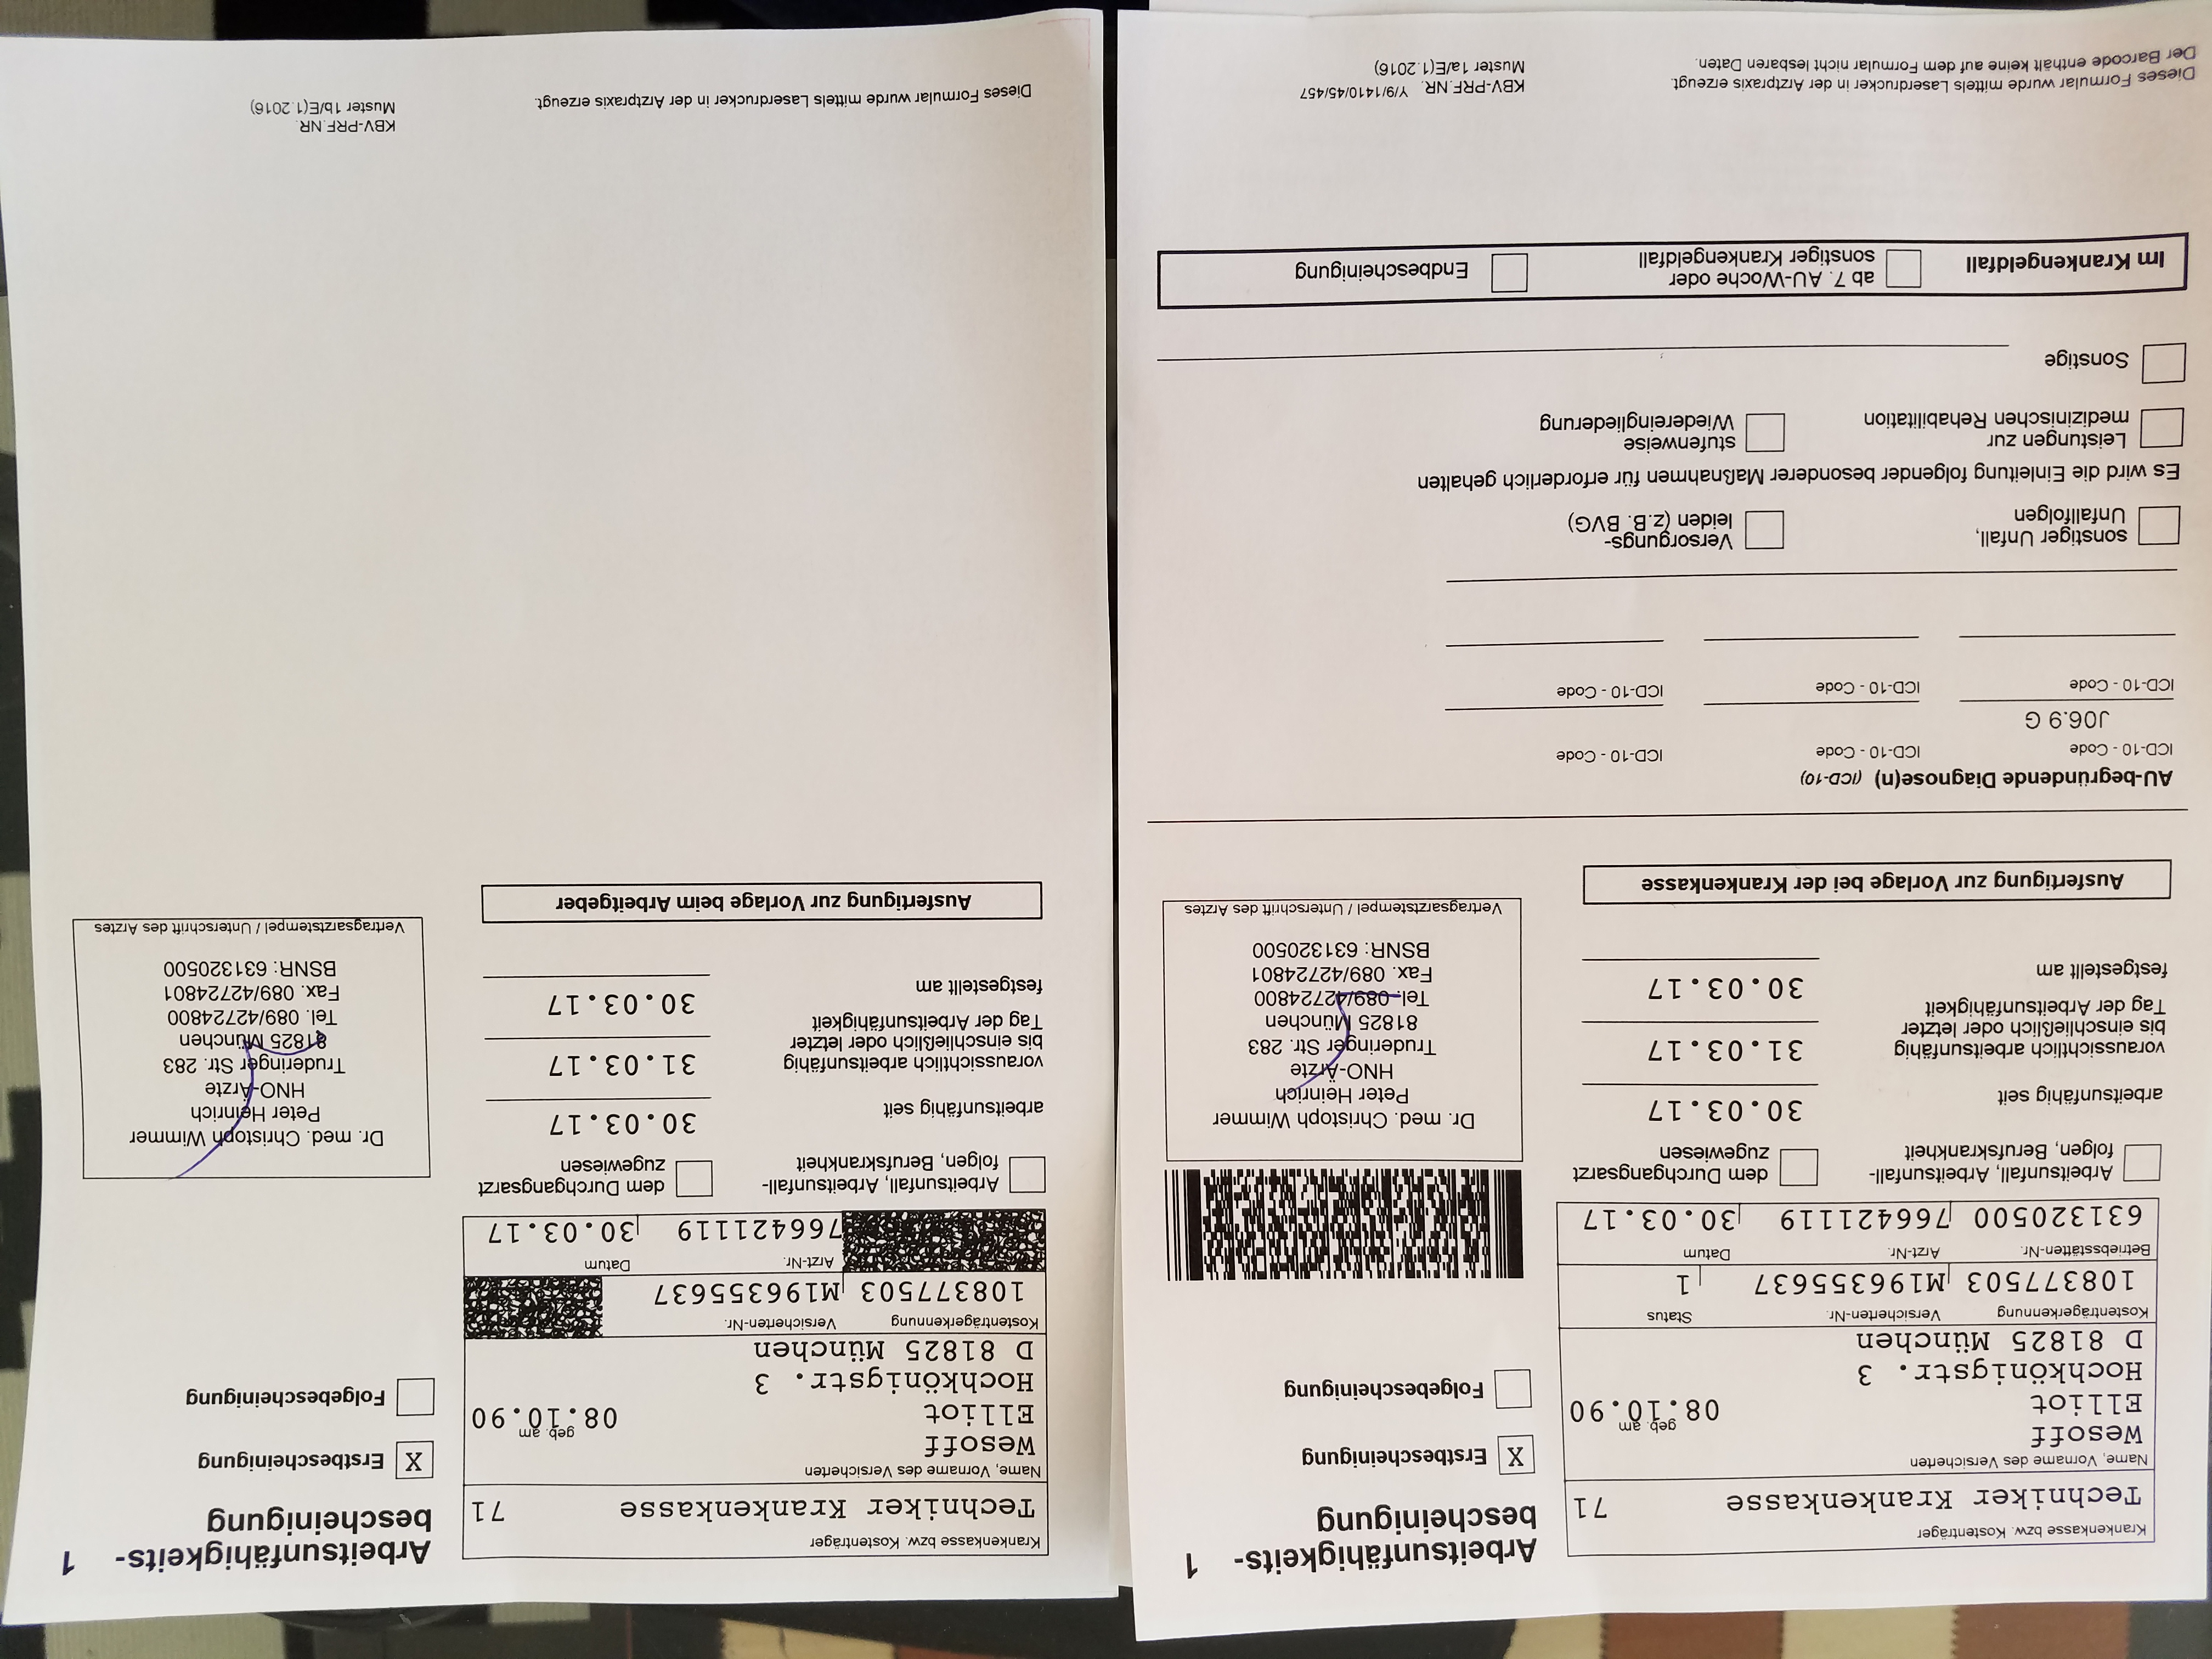 Arbeitsunfähigkeits- 1
bescheinigung
Krankenkasse bzw. Kostenträger
Techniker Krankenkasse 71
Name, Vorname des Versicherten
Wesoff
geb. am
Elliot 08.10.90
Hochkönigstr. 3
D 81825 München
Kostenträgerkennung Versicherten-Nr. Status
108377503 M196355637 1
Betriebsstätten-Nr. Arzt-Nr. Datum
631320500 766421119 30.03.17
X Erstbescheinigung
Folgebescheinigung
Arbeitsunfall, Arbeitsunfall-
folgen, Berufskrankheit
dem Durchgangsarzt
zugewiesen
arbeitsunfähig seit 30.03.17
voraussichtlich arbeitsunfähig
bis einschließlich oder letzter 31.03.17
Tag der Arbeitsunfähigkeit
festgestellt am 30.03.17
Dr. med. Christoph Wimmer
Peter Heinrich
HNO-Ärzte
Truderinger Str. 283
81825 München
Tel. 089/42724800
Fax. 089/42724801
BSNR: 631320500
Vertragsarztstempel / Unterschrift des Arztes
Ausfertigung zur Vorlage bei der Krankenkasse
AU-begründende Diagnose(n) (ICD-10)
ICD-10 - Code ICD-10 - Code ICD-10 - Code
J06.9 G
ICD-10 - Code ICD-10 - Code ICD-10 - Code
sonstiger Unfall,
Unfallfolgen
Versorgungs-
leiden (z.B. BVG)
Es wird die Einleitung folgender besonderer Maßnahmen für erforderlich gehalten
Leistungen zur
medizinischen Rehabilitation
stufenweise
Wiedereingliederung
Sonstige
Im Krankengeldfall
ab 7. AU-Woche oder
sonstiger Krankengeldfall
Endbescheinigung
Dieses Formular wurde mittels Laserdrucker in der Arztpraxis erzeugt.
Der Barcode enthält keine auf dem Formular nicht lesbaren Daten.
KBV-PRF.NR. Y/9/1410/45/457
Muster 1a/E(1.2016)
Arbeitsunfähigkeits- 1
bescheinigung
Krankenkasse bzw. Kostenträger
Techniker Krankenkasse 71
Name, Vorname des Versicherten
Wesoff
geb. am
Elliot 08.10.90
Hochkönigstr. 3
D 81825 München
Kostenträgerkennung Versicherten-Nr.
108377503 M196355637
Arzt-Nr. Datum
766421119 30.03.17
X Erstbescheinigung
Folgebescheinigung
Arbeitsunfall, Arbeitsunfall-
folgen, Berufskrankheit
dem Durchgangsarzt
zugewiesen
arbeitsunfähig seit 30.03.17
voraussichtlich arbeitsunfähig
bis einschließlich oder letzter 31.03.17
Tag der Arbeitsunfähigkeit
festgestellt am 30.03.17
Dr. med. Christoph Wimmer
Peter Heinrich
HNO-Ärzte
Truderinger Str. 283
81825 München
Tel. 089/42724800
Fax. 089/42724801
BSNR: 631320500
Vertragsarztstempel / Unterschrift des Arztes
Ausfertigung zur Vorlage beim Arbeitgeber
Dieses Formular wurde mittels Laserdrucker in der Arztpraxis erzeugt.
KBV-PRF.NR.
Muster 1b/E(1.2016)